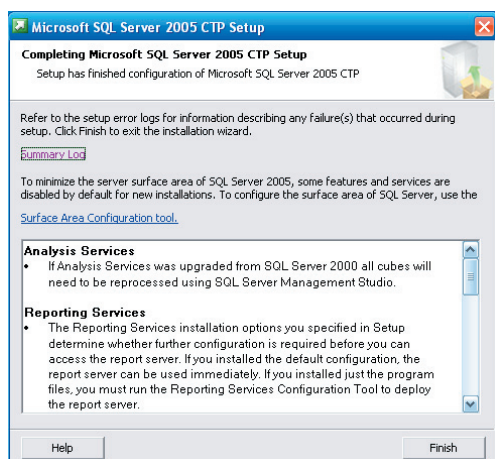 Microsoft SQL Server 2005 CTP Setup
Completing Microsoft SQL Server 2005 CTP Setup
Setup has finished configuration of Microsoft SQL Server 2005 CTP
Refer to the setup error logs for information describing any failure(s) that occurred during
setup. Click Finish to exit the installation wizard.
Summary Log
To minimize the server surface area of SQL Server 2005, some features and services are
disabled by default for new installations. To configure the surface area of SQL Server, use the
Surface Area Configuration tool.
Analysis Services
• If Analysis Services was upgraded from SQL Server 2000 all cubes will
need to be reprocessed using SQL Server Management Studio.
Reporting Services
• The Reporting Services installation options you specified in Setup
determine whether further configuration is required before you can
access the report server. If you installed the default configuration, the
report server can be used immediately. If you installed just the program
files, you must run the Reporting Services Configuration Tool to deploy
the report server.
Help
Finish